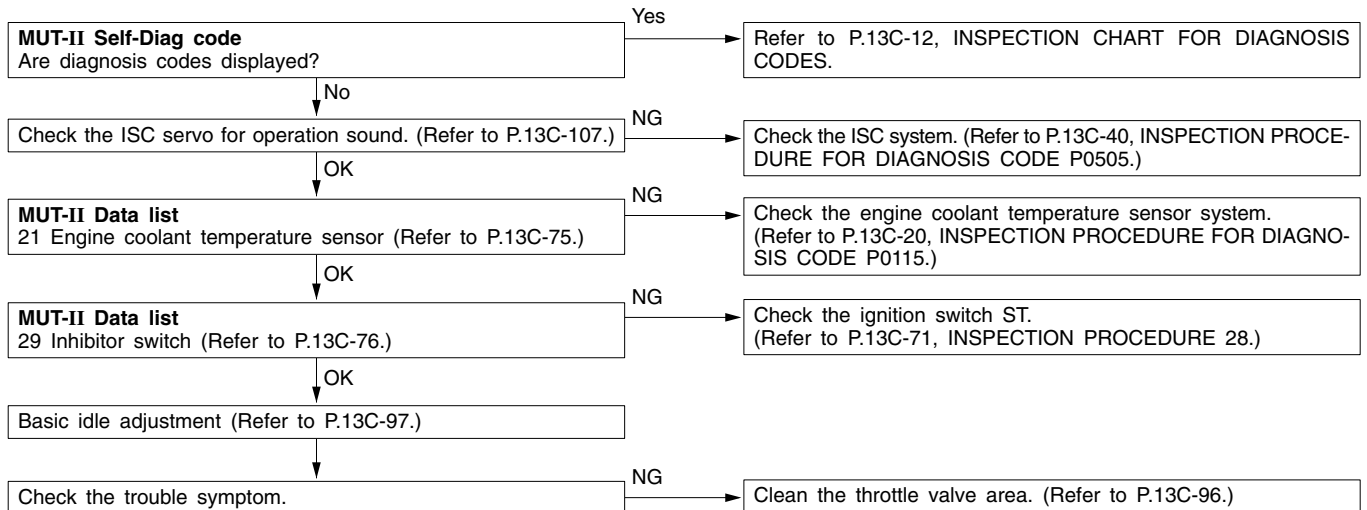 MUT-II Self-Diag code
Are diagnosis codes displayed?
Yes
Refer to P.13C-12, INSPECTION CHART FOR DIAGNOSIS
CODES.
No
Check the ISC servo for operation sound. (Refer to P.13C-107.)
NG
Check the ISC system. (Refer to P.13C-40, INSPECTION PROCE-
DURE FOR DIAGNOSIS CODE P0505.)
OK
MUT-II Data list
21 Engine coolant temperature sensor (Refer to P.13C-75.)
NG
Check the engine coolant temperature sensor system.
(Refer to P.13C-20, INSPECTION PROCEDURE FOR DIAGNO-
SIS CODE P0115.)
OK
MUT-II Data list
29 Inhibitor switch (Refer to P.13C-76.)
NG
Check the ignition switch ST.
(Refer to P.13C-71, INSPECTION PROCEDURE 28.)
OK
Basic idle adjustment (Refer to P.13C-97.)
Check the trouble symptom.
NG
Clean the throttle valve area. (Refer to P.13C-96.)